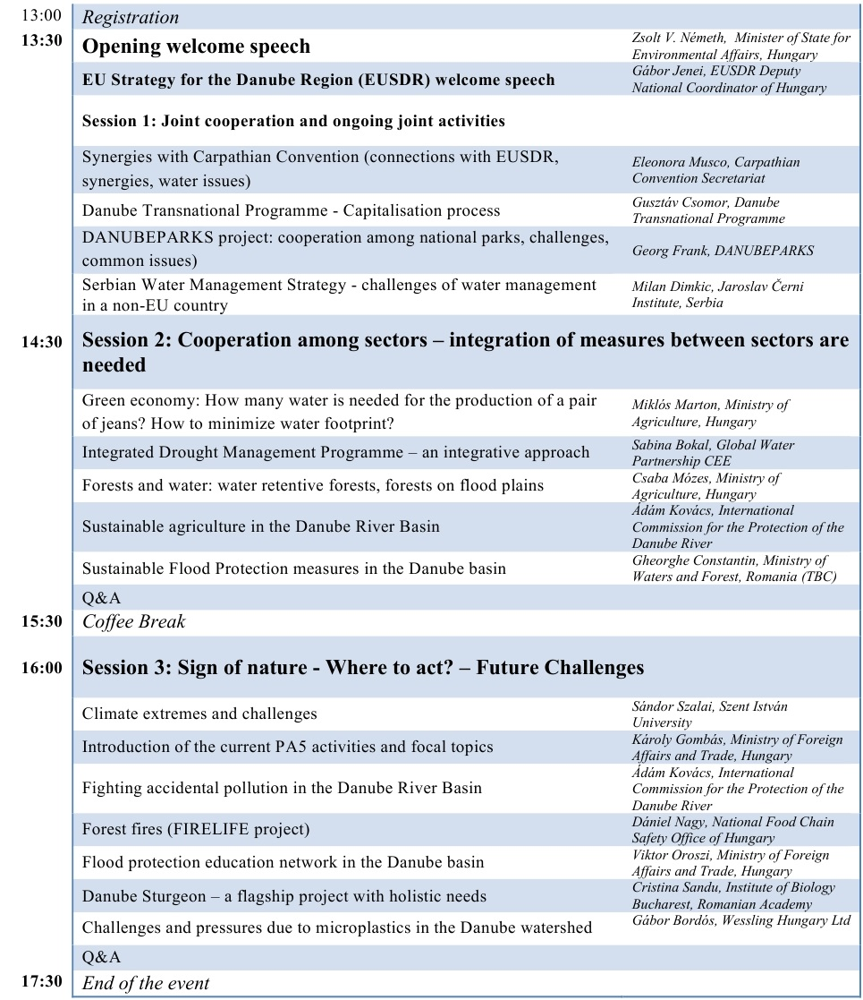 13:00 Registration
13:30 Opening welcome speech
Zsolt V. Németh, Minister of State for
Environmental Affairs, Hungary
EU Strategy for the Danube Region (EUSDR) welcome speech
Gábor Jenei, EUSDR Deputy
National Coordinator of Hungary
Session 1: Joint cooperation and ongoing joint activities
Synergies with Carpathian Convention (connections with EUSDR,
synergies, water issues)
Eleonora Musco, Carpathian
Convention Secretariat
Danube Transnational Programme - Capitalisation process
Gusztáv Csomor, Danube
Transnational Programme
DANUBEPARKS project: cooperation among national parks, challenges,
common issues)
Georg Frank, DANUBEPARKS
Serbian Water Management Strategy - challenges of water management
in a non-EU country
Milan Dimkic, Jaroslav Černi
Institute, Serbia
14:30 Session 2: Cooperation among sectors – integration of measures between sectors are
needed
Green economy: How many water is needed for the production of a pair
of jeans? How to minimize water footprint?
Miklós Marton, Ministry of
Agriculture, Hungary
Integrated Drought Management Programme – an integrative approach
Sabina Bokal, Global Water
Partnership CEE
Forests and water: water retentive forests, forests on flood plains
Csaba Mózes, Ministry of
Agriculture, Hungary
Sustainable agriculture in the Danube River Basin
Ádám Kovács, International
Commission for the Protection of the
Danube River
Sustainable Flood Protection measures in the Danube basin
Gheorghe Constantin, Ministry of
Waters and Forest, Romania (TBC)
Q&A
15:30 Coffee Break
16:00 Session 3: Sign of nature - Where to act? – Future Challenges
Climate extremes and challenges
Sándor Szalai, Szent István
University
Introduction of the current PA5 activities and focal topics
Károly Gombás, Ministry of Foreign
Affairs and Trade, Hungary
Fighting accidental pollution in the Danube River Basin
Ádám Kovács, International
Commission for the Protection of the
Danube River
Forest fires (FIRELIFE project)
Dániel Nagy, National Food Chain
Safety Office of Hungary
Flood protection education network in the Danube basin
Viktor Oroszi, Ministry of Foreign
Affairs and Trade, Hungary
Danube Sturgeon – a flagship project with holistic needs
Cristina Sandu, Institute of Biology
Bucharest, Romanian Academy
Challenges and pressures due to microplastics in the Danube watershed
Gábor Bordós, Wessling Hungary Ltd
Q&A
17:30 End of the event